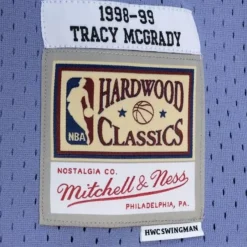 1998-99
TRACY MCGRADY
NBA
HARDWOOD
CLASSICS
NOSTALGIA CO.
Mitchell & Ness
PHILADELPHIA, PA.
HWCSWINGMAN